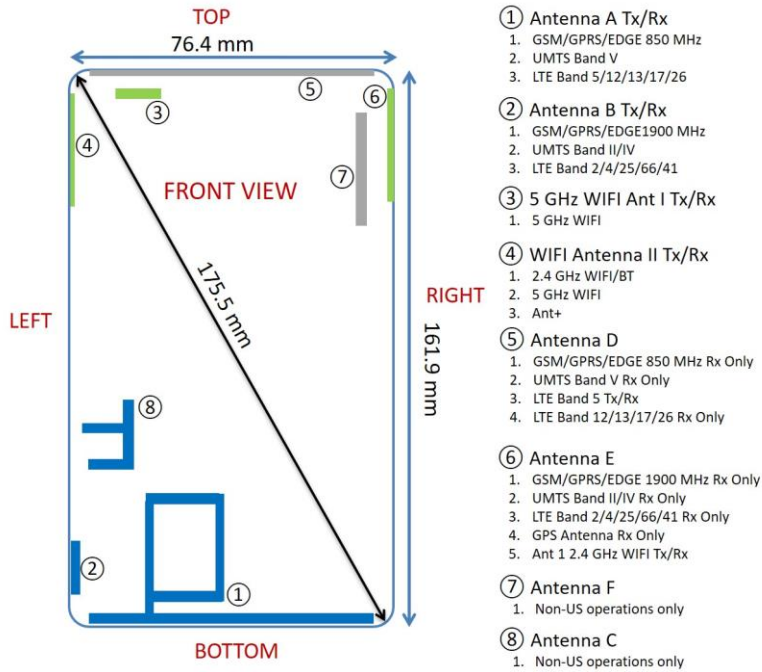 TOP
76.4 mm
5
3
6
4
7
FRONT VIEW
175.5 mm
LEFT
RIGHT
161.9 mm
8
2
1
BOTTOM
1 Antenna A Tx/Rx
1. GSM/GPRS/EDGE 850 MHz
2. UMTS Band V
3. LTE Band 5/12/13/17/26
2 Antenna B Tx/Rx
1. GSM/GPRS/EDGE1900 MHz
2. UMTS Band II/IV
3. LTE Band 2/4/25/66/41
3 5 GHz WIFI Ant I Tx/Rx
1. 5 GHz WIFI
4 WIFI Antenna II Tx/Rx
1. 2.4 GHz WIFI/BT
2. 5 GHz WIFI
3. Ant+
5 Antenna D
1. GSM/GPRS/EDGE 850 MHz Rx Only
2. UMTS Band V Rx Only
3. LTE Band 5 Tx/Rx
4. LTE Band 12/13/17/26 Rx Only
6 Antenna E
1. GSM/GPRS/EDGE 1900 MHz Rx Only
2. UMTS Band II/IV Rx Only
3. LTE Band 2/4/25/66/41 Rx Only
4. GPS Antenna Rx Only
5. Ant 1 2.4 GHz WIFI Tx/Rx
7 Antenna F
1. Non-US operations only
8 Antenna C
1. Non-US operations only